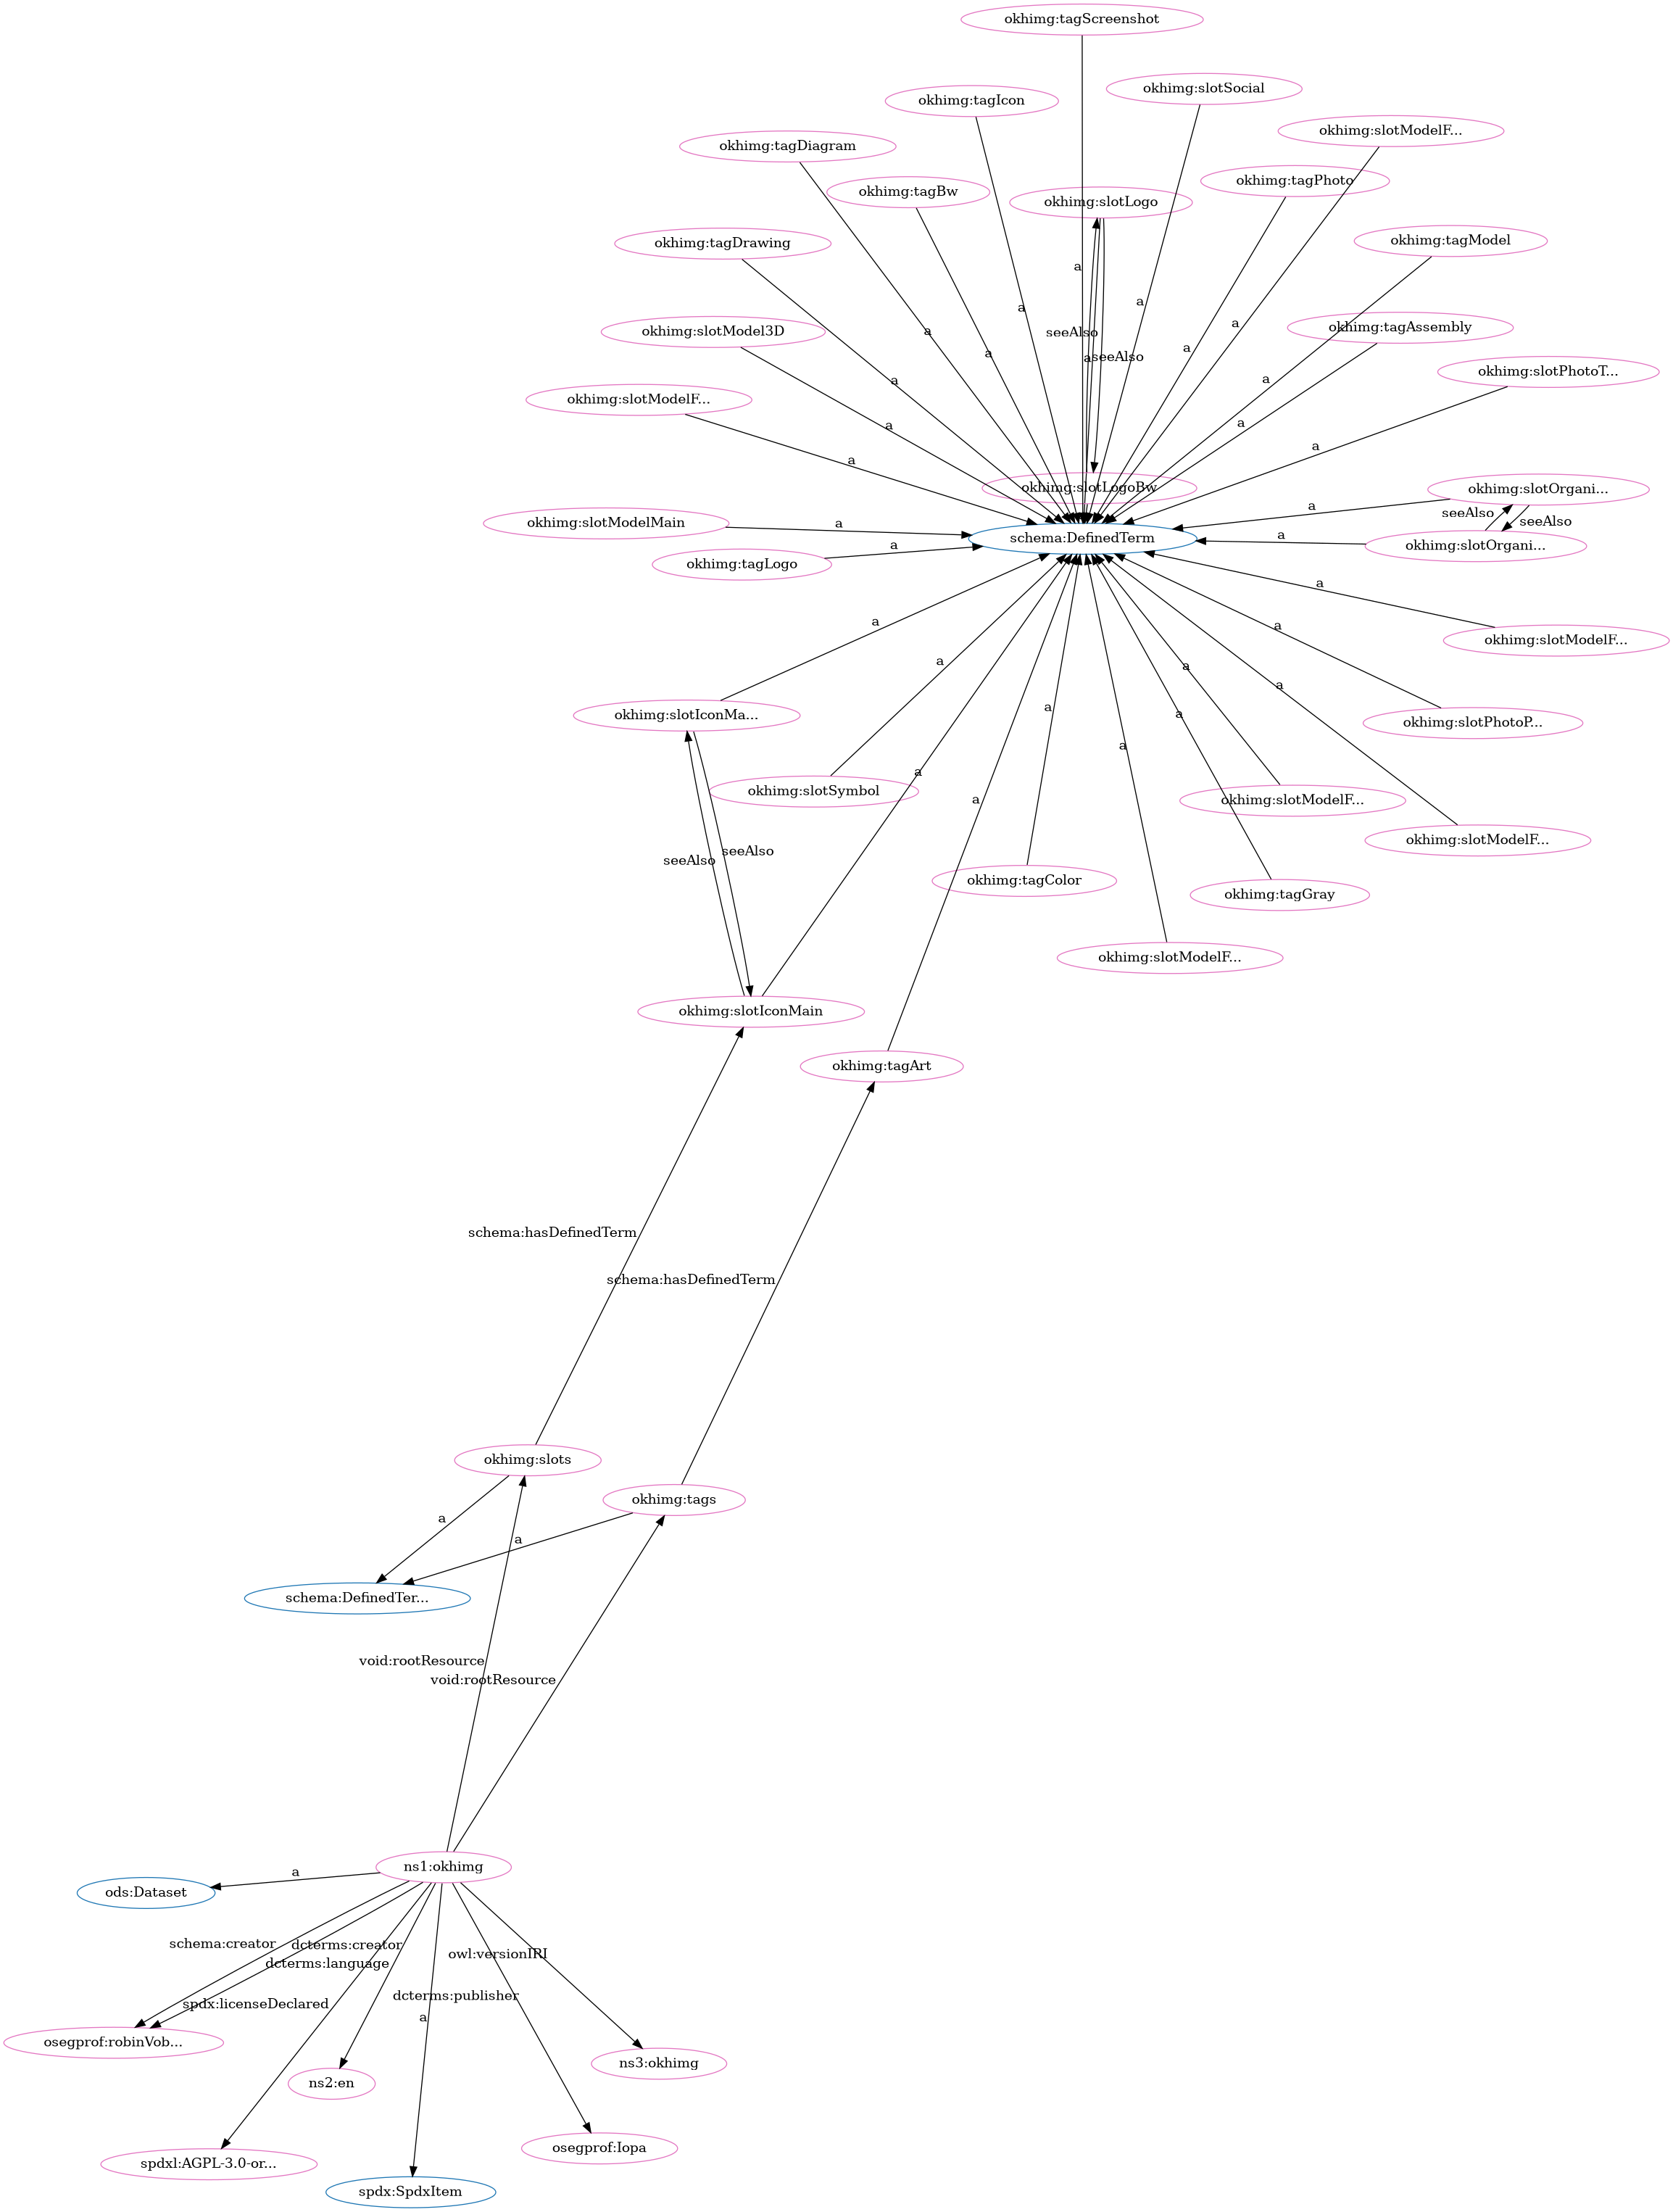 okhimg:tagScreenshot
okhimg:slotSocial
okhimg:tagIcon
okhimg:slotModelF...
okhimg:tagDiagram
okhimg:tagPhoto
okhimg:tagBw
okhimg:slotLogo
okhimg:tagModel
okhimg:tagDrawing
a
a
a
okhimg:tagAssembly
a
okhimg:slotModel3D
a
seeAlso
a
a
a
seeAlso
a
okhimg:slotPhotoT...
a
a
okhimg:slotModelF...
a
a
a
a
okhimg:slotLogoBw
okhimg:slotOrgani...
a
seeAlso
seeAlso
okhimg:slotModelMain
a
a
schema:DefinedTerm
a
okhimg:slotOrgani...
okhimg:tagLogo
a
a
a
okhimg:slotModelF...
a
a
a
a
a
okhimg:slotIconMa...
okhimg:slotPhotoP...
a
a
okhimg:slotSymbol
a
okhimg:slotModelF...
okhimg:slotModelF...
seeAlso
seeAlso
okhimg:tagColor
okhimg:tagGray
okhimg:slotModelF...
okhimg:slotIconMain
okhimg:tagArt
schema:hasDefinedTerm
schema:hasDefinedTerm
okhimg:slots
okhimg:tags
a
a
schema:DefinedTer...
void:rootResource
void:rootResource
ns1:okhimg
a
ods:Dataset
schema:creator
dcterms:creator
owl:versionIRI
dcterms:language
dcterms:publisher
spdx:licenseDeclared
a
osegprof:robinVob...
ns3:okhimg
ns2:en
osegprof:Iopa
spdxl:AGPL-3.0-or...
spdx:SpdxItem